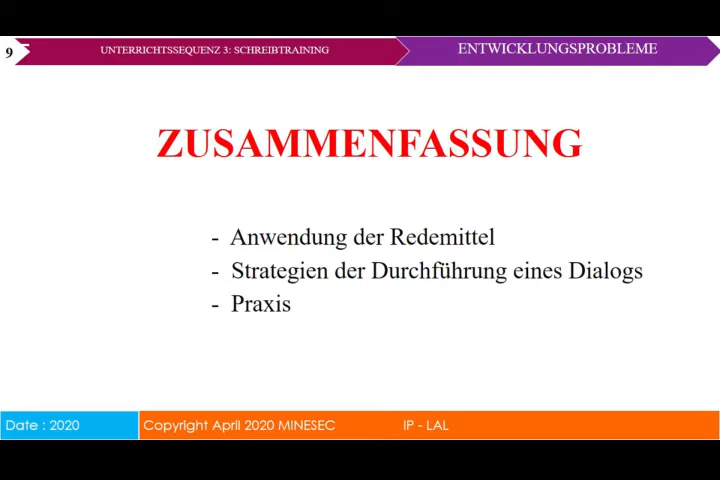 9
UNTERRICHTSSEQUENZ 3: SCHREIBTRAINING
ENTWICKLUNGSPROBLEME
ZUSAMMENFASSUNG
- Anwendung der Redemittel
- Strategien der Durchführung eines Dialogs
- Praxis
Date : 2020
Copyright April 2020 MINESEC
IP - LAL